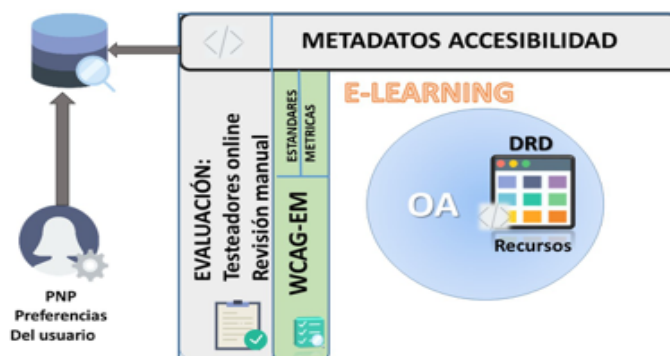 </> METADATOS ACCESIBILIDAD
E-LEARNING
ESTANDARES
METRICAS
EVALUACIÓN:
Testeadores online
Revisión manual
WCAG-EM
DRD
OA
</>
Recursos
PNP
Preferencias
Del usuario